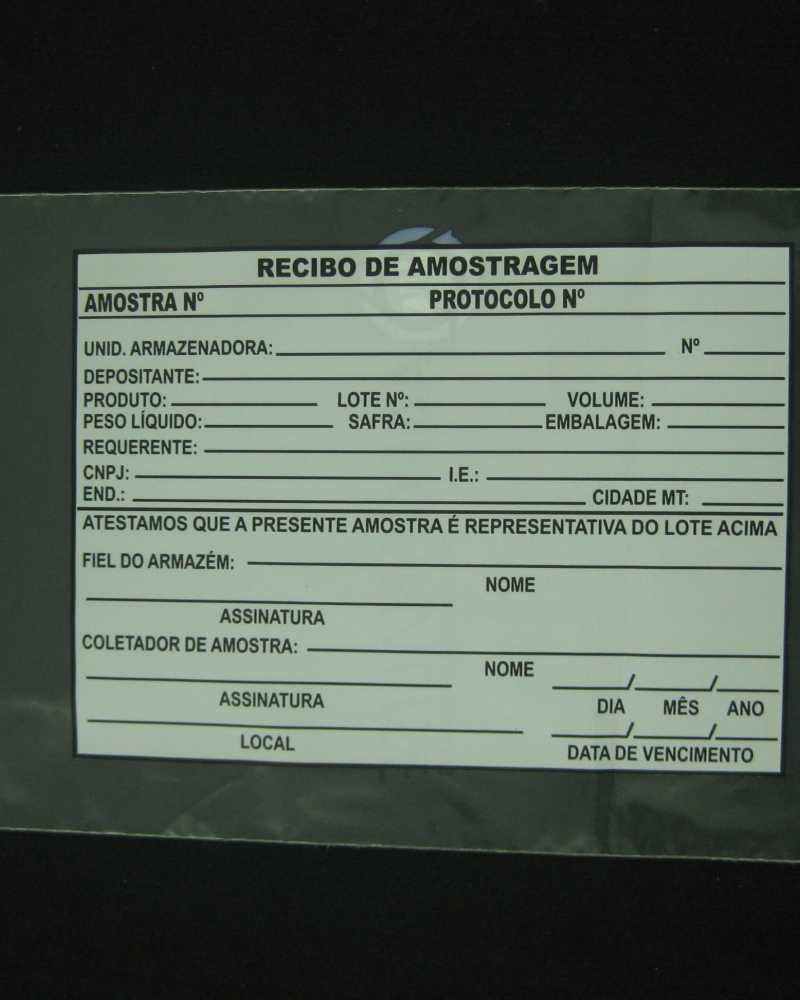 RECIBO DE AMOSTRAGEM
AMOSTRA Nº PROTOCOLO Nº
UNID. ARMAZENADORA: Nº
DEPOSITANTE:
PRODUTO: LOTE Nº: VOLUME:
PESO LÍQUIDO: SAFRA: EMBALAGEM:
REQUERENTE:
CNPJ: I.E.:
END.: CIDADE MT:
ATESTAMOS QUE A PRESENTE AMOSTRA É REPRESENTATIVA DO LOTE ACIMA
FIEL DO ARMAZÉM:
NOME
ASSINATURA
COLETADOR DE AMOSTRA:
NOME
/ /
ASSINATURA DIA MÊS ANO
/ /
LOCAL DATA DE VENCIMENTO